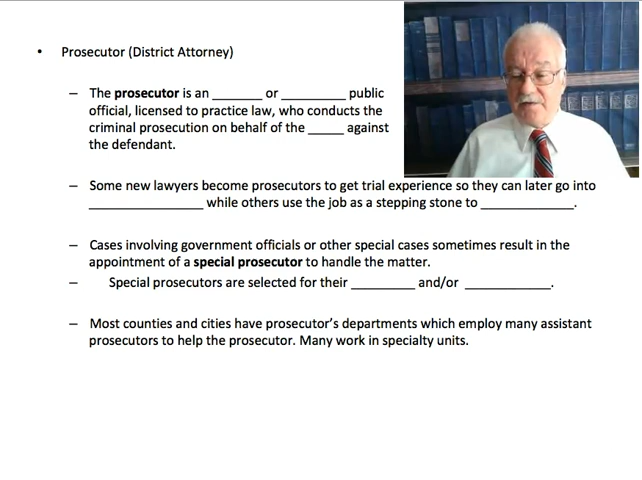 • Prosecutor (District Attorney)
– The prosecutor is an _______ or _________ public
official, licensed to practice law, who conducts the
criminal prosecution on behalf of the _____ against
the defendant.
– Some new lawyers become prosecutors to get trial experience so they can later go into
________________ while others use the job as a stepping stone to _____________.
– Cases involving government officials or other special cases sometimes result in the
appointment of a special prosecutor to handle the matter.
– Special prosecutors are selected for their _________ and/or ____________.
– Most counties and cities have prosecutor’s departments which employ many assistant
prosecutors to help the prosecutor. Many work in specialty units.